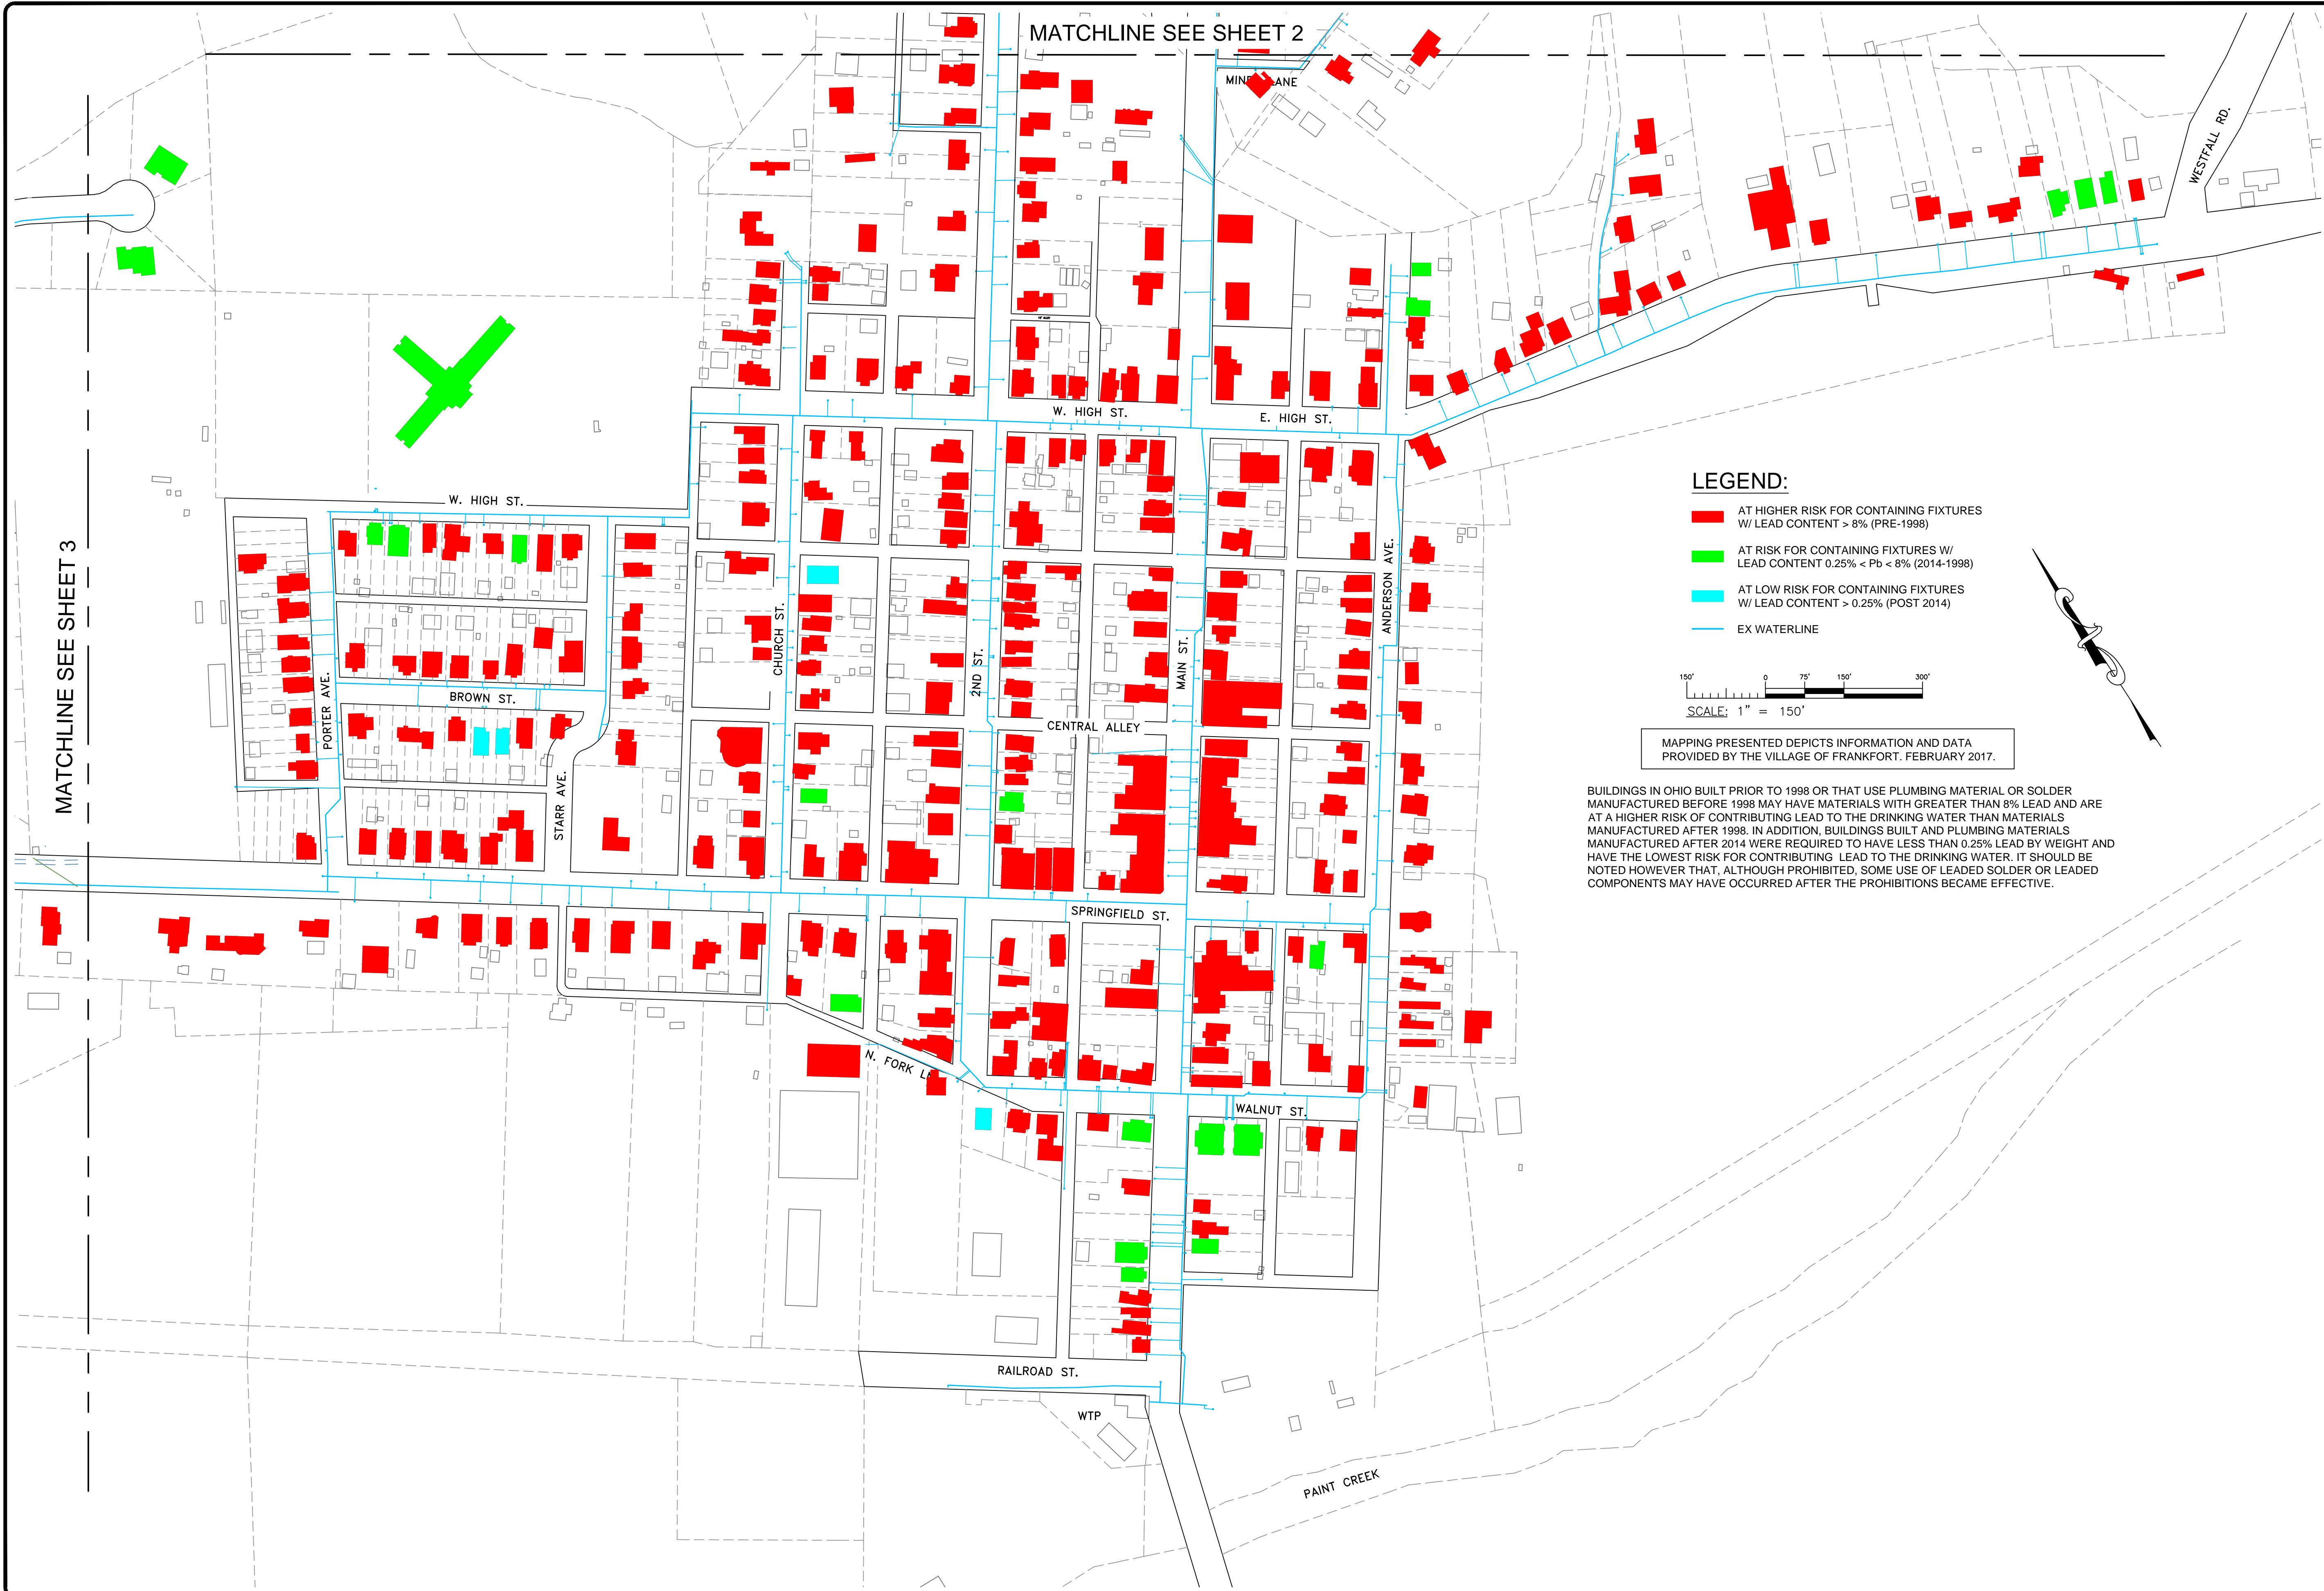 MATCHLINE SEE SHEET 2
LANE
WESTFALL RD.
W. HIGH ST.
E. HIGH ST.
W. HIGH ST.
MATCHLINE SEE SHEET 3
LEGEND:
AT HIGHER RISK FOR CONTAINING FIXTURES
W/ LEAD CONTENT > 8% (PRE-1998)
AT RISK FOR CONTAINING FIXTURES W/
LEAD CONTENT 0.25% < Pb < 8% (2014-1998)
AT LOW RISK FOR CONTAINING FIXTURES
W/ LEAD CONTENT > 0.25% (POST 2014)
EX WATERLINE
ANDERSON AVE.
CHURCH ST.
2ND ST.
MAIN ST.
PORTER AVE.
BROWN ST.
CENTRAL ALLEY
STARR AVE.
150' 0 75' 150' 300'
SCALE: 1" = 150'
MAPPING PRESENTED DEPICTS INFORMATION AND DATA
PROVIDED BY THE VILLAGE OF FRANKFORT. FEBRUARY 2017.
BUILDINGS IN OHIO BUILT PRIOR TO 1998 OR THAT USE PLUMBING MATERIAL OR SOLDER
MANUFACTURED BEFORE 1998 MAY HAVE MATERIALS WITH GREATER THAN 8% LEAD AND ARE
AT A HIGHER RISK OF CONTRIBUTING LEAD TO THE DRINKING WATER THAN MATERIALS
MANUFACTURED AFTER 1998. IN ADDITION, BUILDINGS BUILT AND PLUMBING MATERIALS
MANUFACTURED AFTER 2014 WERE REQUIRED TO HAVE LESS THAN 0.25% LEAD BY WEIGHT AND
HAVE THE LOWEST RISK FOR CONTRIBUTING LEAD TO THE DRINKING WATER. IT SHOULD BE
NOTED HOWEVER THAT, ALTHOUGH PROHIBITED, SOME USE OF LEADED SOLDER OR LEADED
COMPONENTS MAY HAVE OCCURRED AFTER THE PROHIBITIONS BECAME EFFECTIVE.
SPRINGFIELD ST.
N. FORK
WALNUT ST.
RAILROAD ST.
WTP
PAINT CREEK